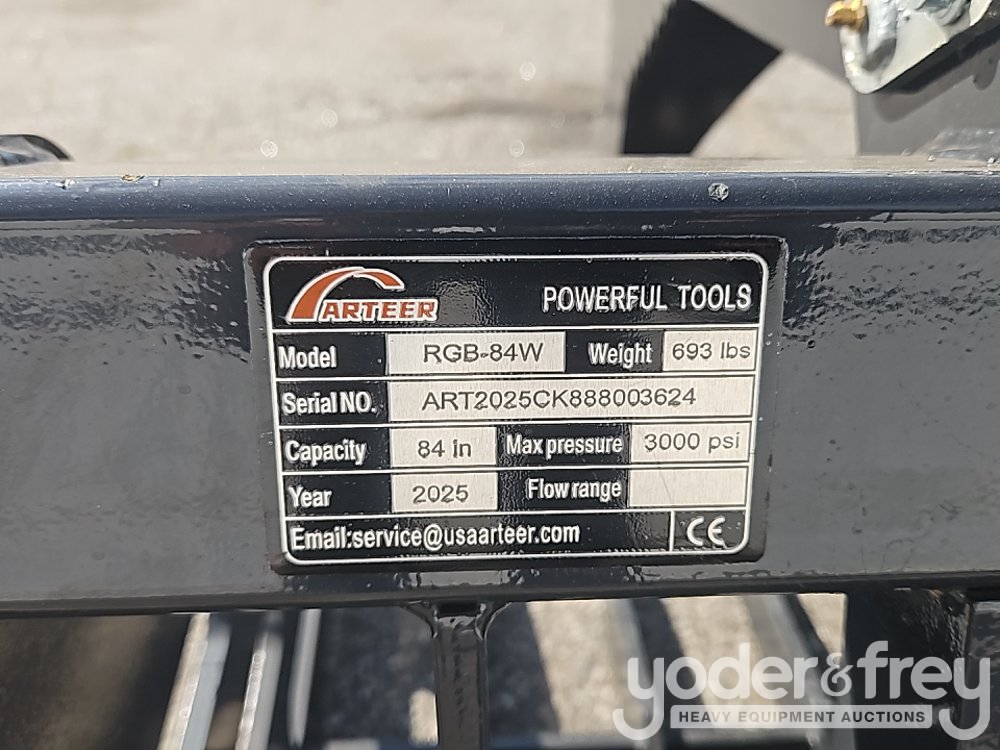 ARTEER POWERFUL TOOLS
Model RGB-84W Weight 693 lbs
Serial NO. ART2025CK888003624
Capacity 84 in Max pressure 3000 psi
Year 2025 Flow range
Email:service@usaarteer.com CE
yoder&frey
HEAVY EQUIPMENT AUCTIONS